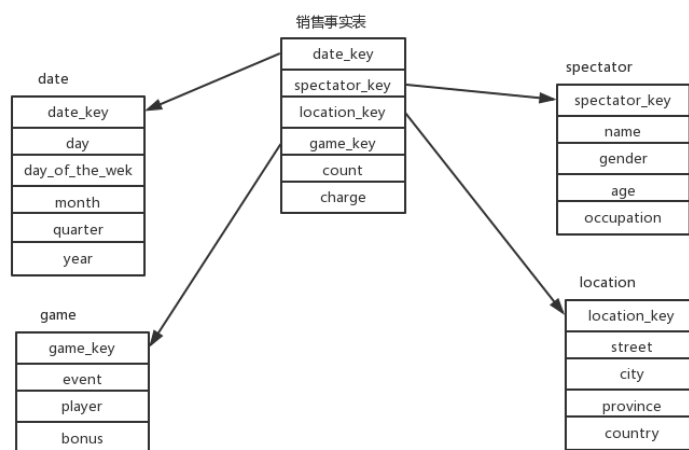 销售事实表
date_key
spectator_key
location_key
game_key
count
charge
date
date_key
day
day_of_the_wek
month
quarter
year
spectator
spectator_key
name
gender
age
occupation
game
game_key
event
player
bonus
location
location_key
street
city
province
country